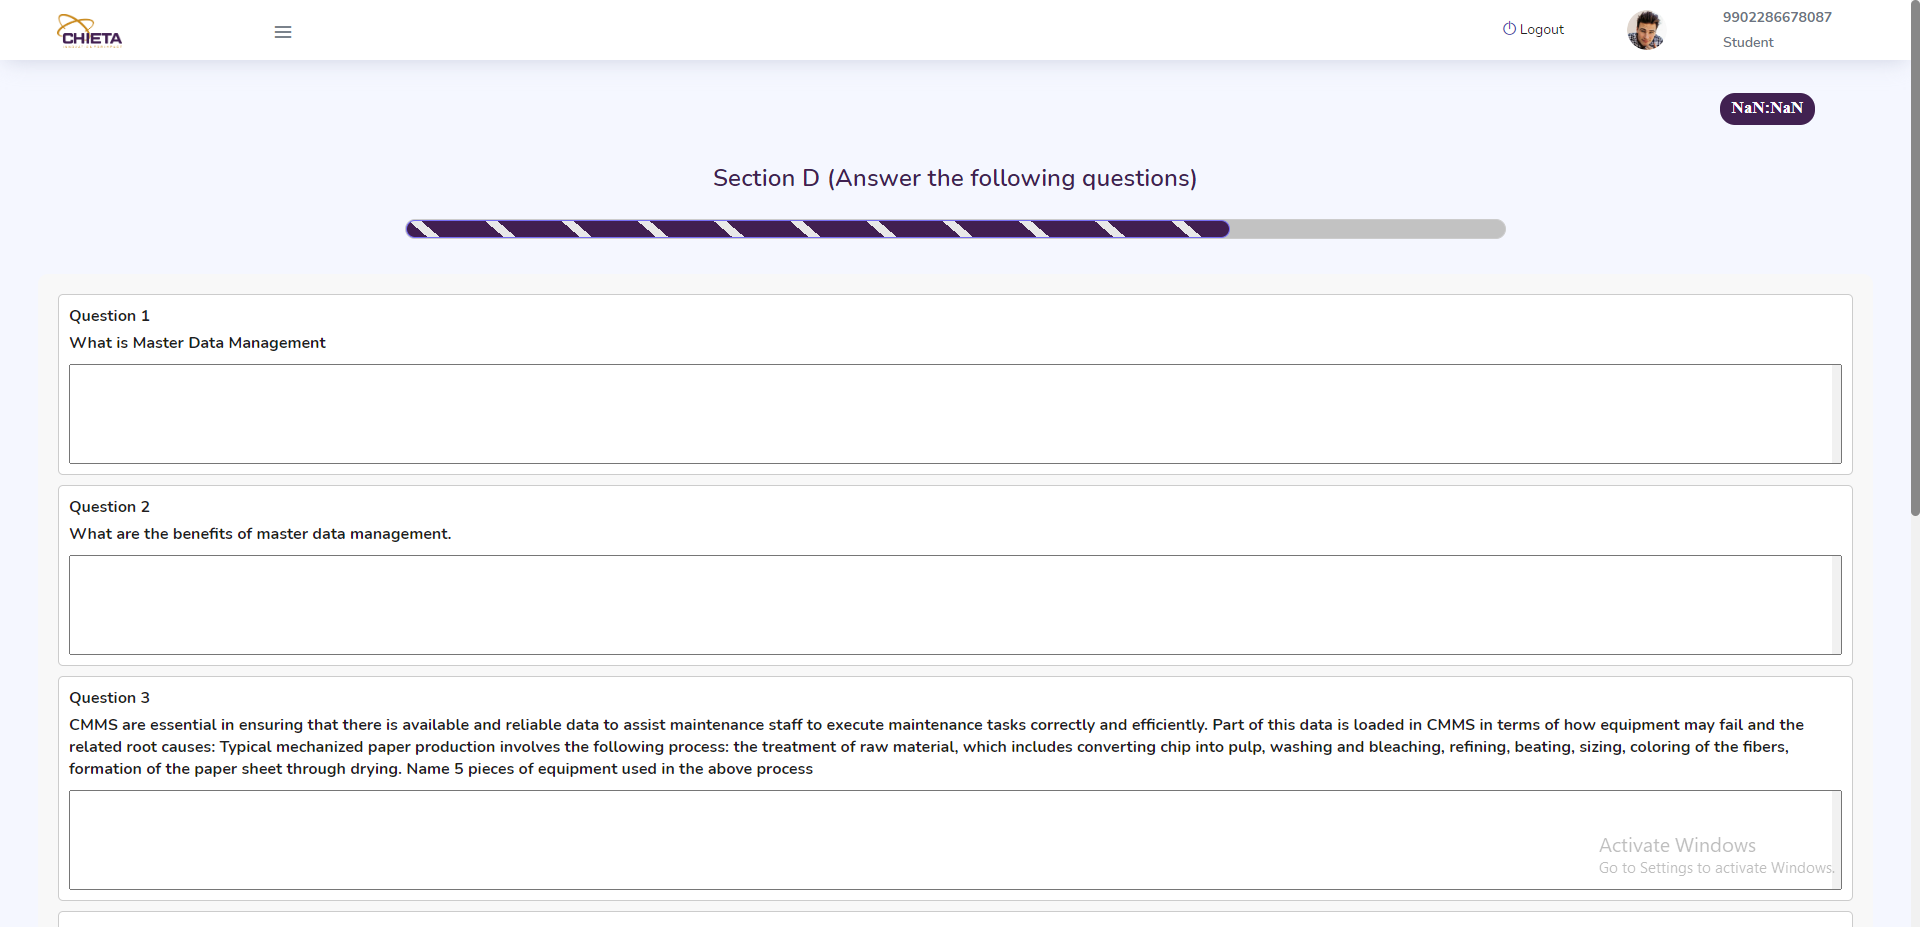 CHIETA
Logout
9902286678087
Student
NaN:NaN
Section D (Answer the following questions)
Question 1
What is Master Data Management
Question 2
What are the benefits of master data management.
Question 3
CMMS are essential in ensuring that there is available and reliable data to assist maintenance staff to execute maintenance tasks correctly and efficiently. Part of this data is loaded in CMMS in terms of how equipment may fail and the
related root causes: Typical mechanized paper production involves the following process: the treatment of raw material, which includes converting chip into pulp, washing and bleaching, refining, beating, sizing, coloring of the fibers,
formation of the paper sheet through drying. Name 5 pieces of equipment used in the above process
Activate Windows
Go to Settings to activate Windows.